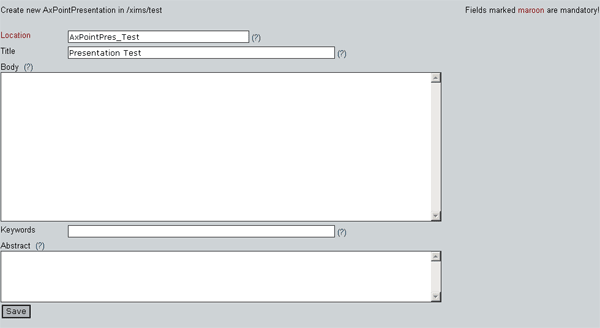 Create new AxPointPresentation in /xims/test
Fields marked maroon are mandatory!
Location AxPointPres_Test (?)
Title Presentation Test (?)
Body (?)
Keywords (?)
Abstract (?)
Save